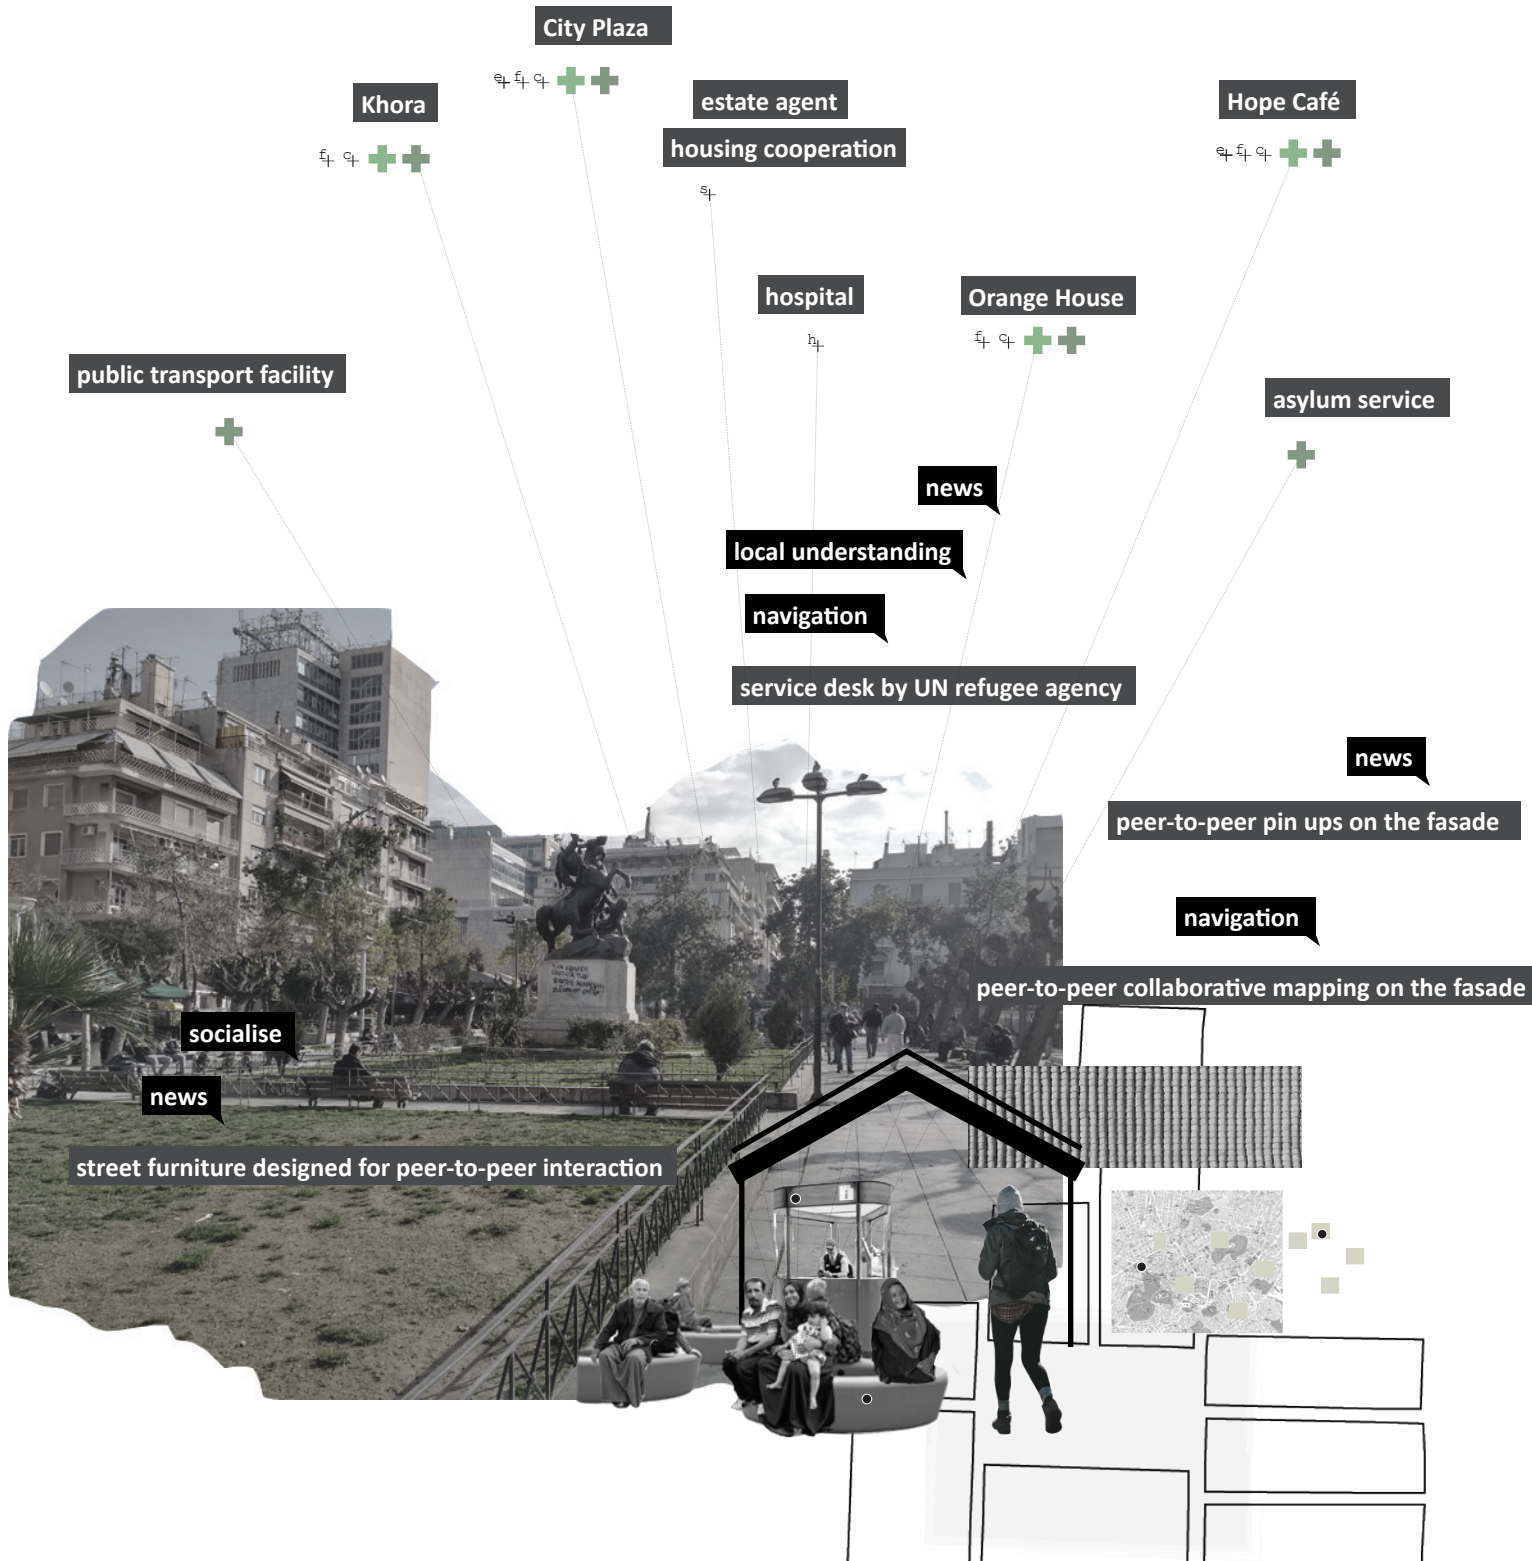 City Plaza
e f c
Khora
f c
estate agent
housing cooperation
s
Hope Café
e f c
hospital
h
Orange House
f c
public transport facility
asylum service
news
local understanding
navigation
service desk by UN refugee agency
news
peer-to-peer pin ups on the fasade
navigation
peer-to-peer collaborative mapping on the fasade
socialise
news
street furniture designed for peer-to-peer interaction
i